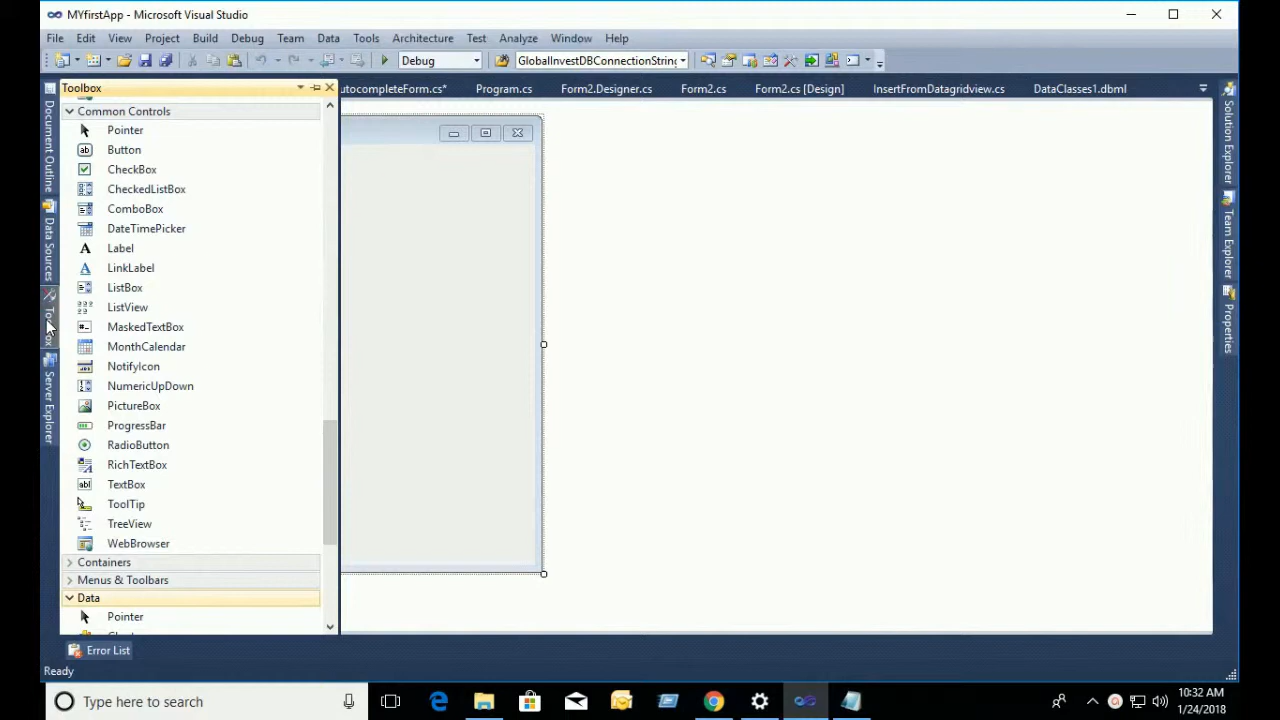 MYfirstApp - Microsoft Visual Studio
File Edit View Project Build Debug Team Data Tools Architecture Test Analyze Window Help
Debug GlobalInvestDBConnectionString
Toolbox
utocompleteForm.cs* Program.cs Form2.Designer.cs Form2.cs Form2.cs [Design] InsertFromDatagridview.cs DataClasses1.dbml
Document Outline
Data Sources
Toolbox
Server Explorer
Common Controls
Pointer
Button
CheckBox
CheckedListBox
ComboBox
DateTimePicker
Label
LinkLabel
ListBox
ListView
MaskedTextBox
MonthCalendar
NotifyIcon
NumericUpDown
PictureBox
ProgressBar
RadioButton
RichTextBox
TextBox
ToolTip
TreeView
WebBrowser
Containers
Menus & Toolbars
Data
Pointer
Solution Explorer
Team Explorer
Properties
Error List
Ready
Type here to search
10:32 AM
1/24/2018